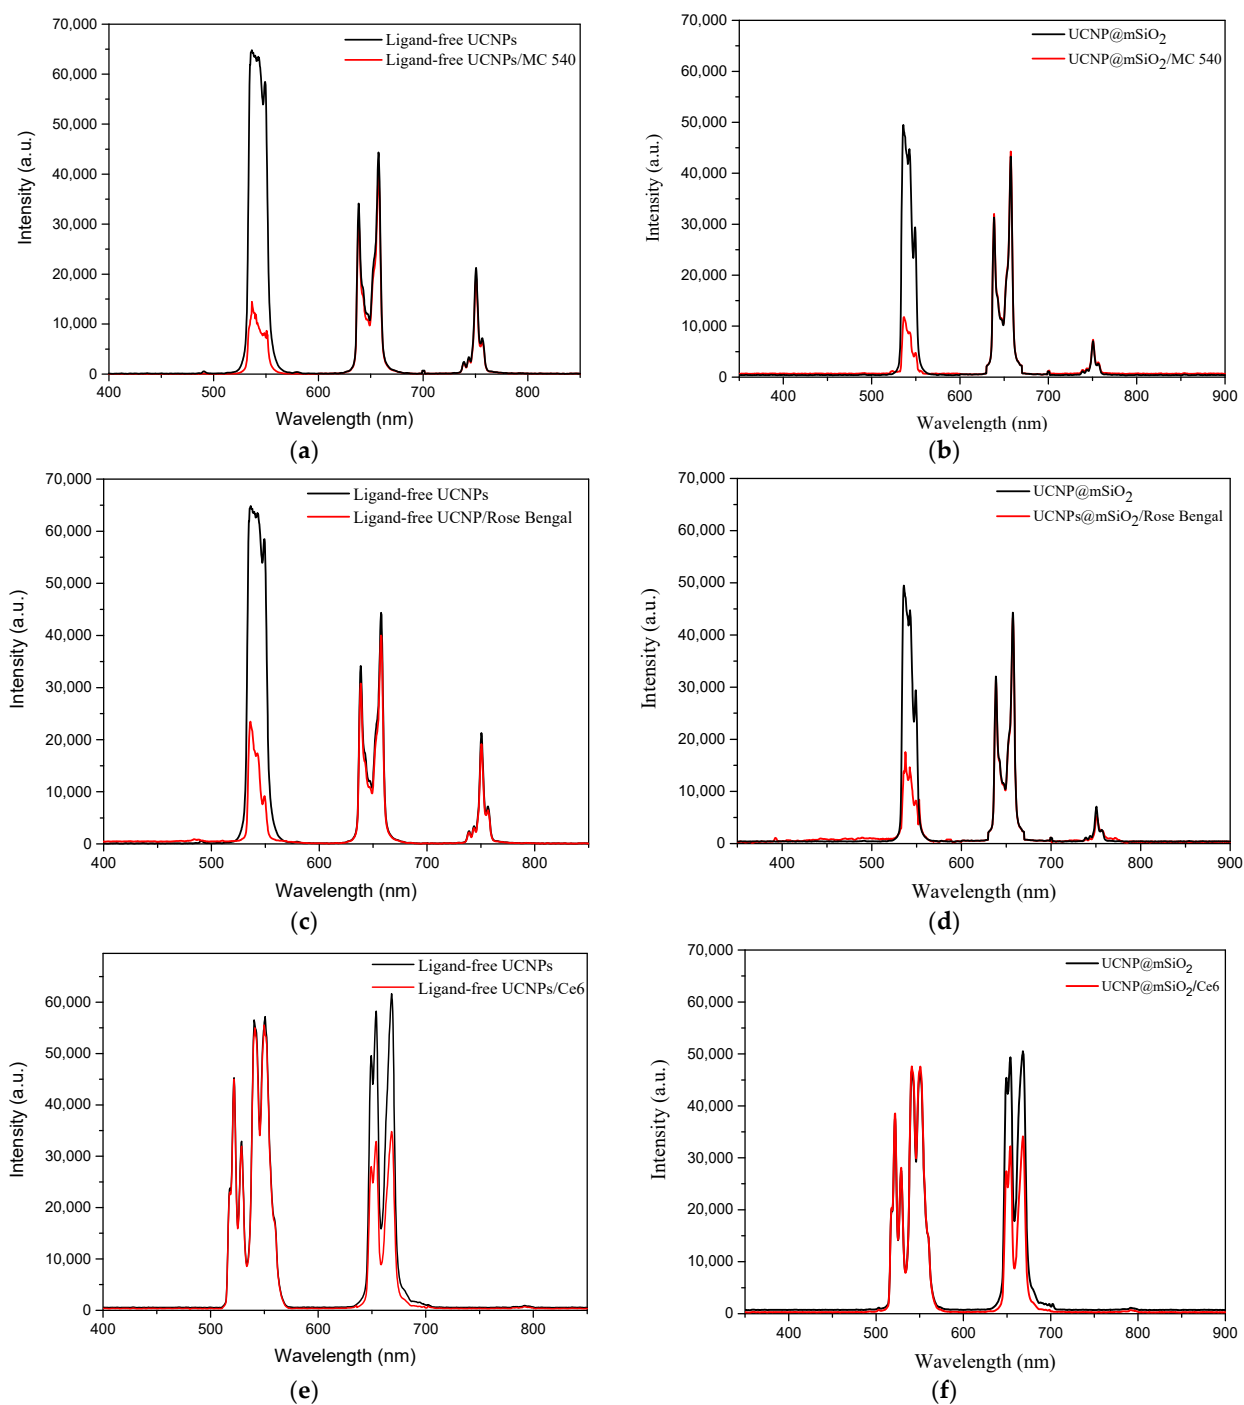 70,000
60,000
50,000
40,000
30,000
20,000
10,000
0
Intensity (a.u.)
Ligand-free UCNPs
Ligand-free UCNPs/MC 540
400 500 600 700 800
Wavelength (nm)
(a)
70,000
60,000
50,000
40,000
30,000
20,000
10,000
0
Intensity (a.u.)
UCNP@mSiO2
UCNP@mSiO2/MC 540
400 500 600 700 800 900
Wavelength (nm)
(b)
70,000
60,000
50,000
40,000
30,000
20,000
10,000
0
Intensity (a.u.)
Ligand-free UCNPs
Ligand-free UCNP/Rose Bengal
400 500 600 700 800
Wavelength (nm)
(c)
70,000
60,000
50,000
40,000
30,000
20,000
10,000
0
Intensity (a.u.)
UCNP@mSiO2
UCNPs@mSiO2/Rose Bengal
400 500 600 700 800 900
Wavelength (nm)
(d)
60,000
50,000
40,000
30,000
20,000
10,000
0
Intensity (a.u.)
Ligand-free UCNPs
Ligand-free UCNPs/Ce6
400 500 600 700 800
Wavelength (nm)
(e)
70,000
60,000
50,000
40,000
30,000
20,000
10,000
0
Intensity (a.u.)
UCNP@mSiO2
UCNP@mSiO2/Ce6
400 500 600 700 800 900
Wavelength (nm)
(f)